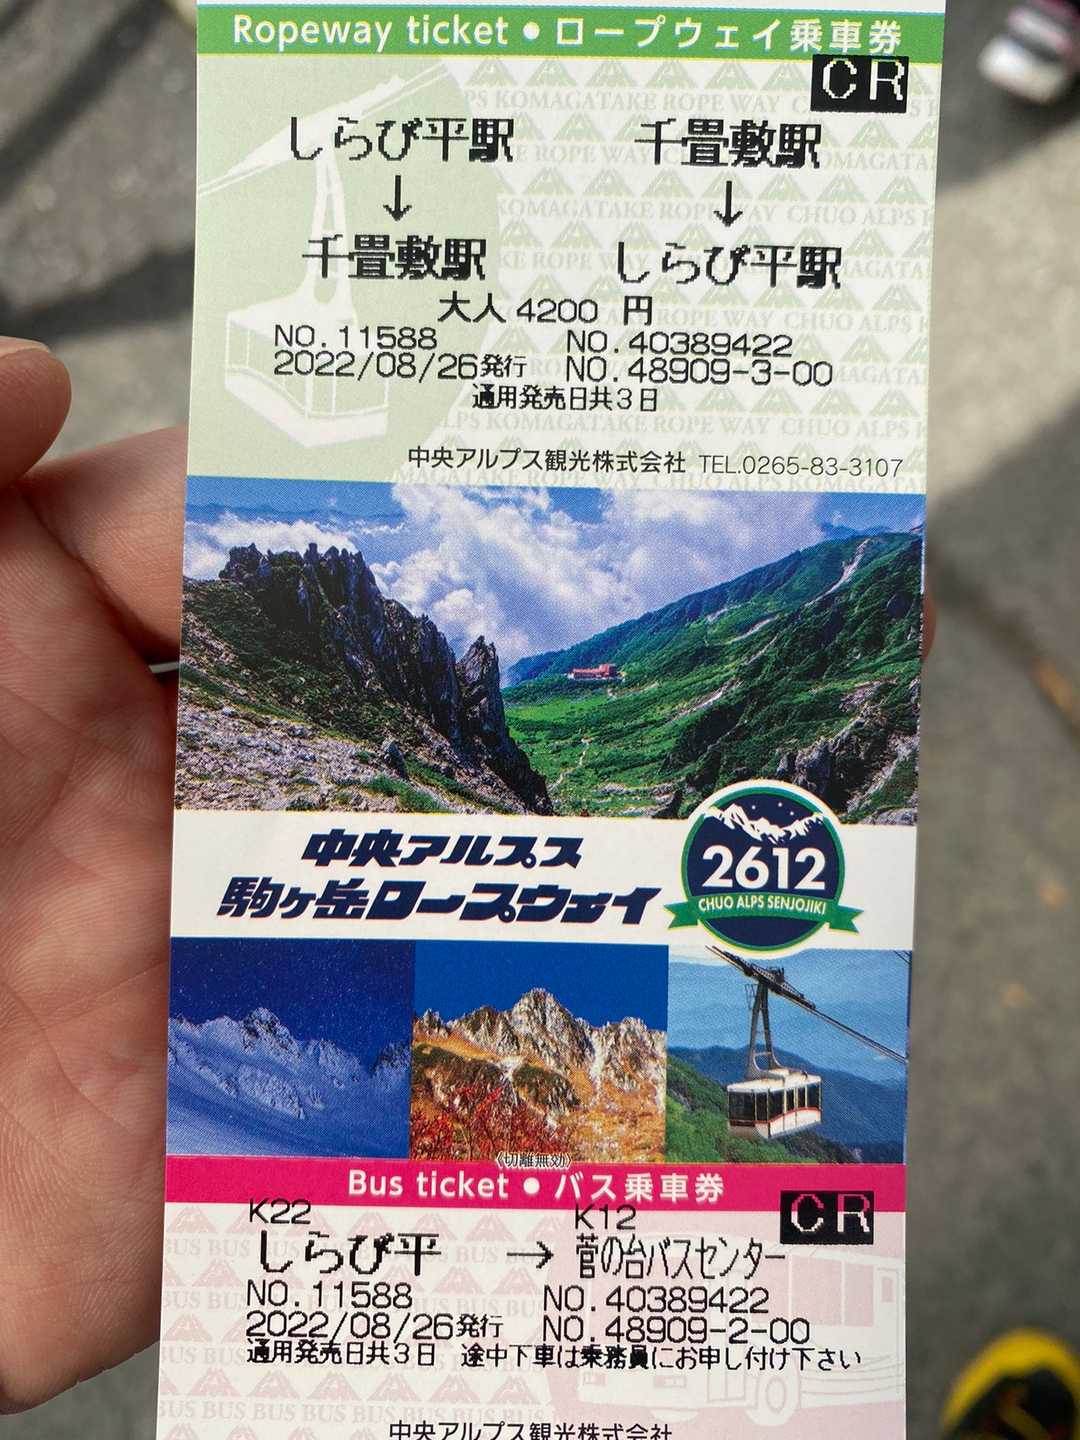 Ropeway ticket ● ロープウェイ乗車券
CR
しらび平駅 千畳敷駅
↓ ↓
千畳敷駅 しらび平駅
大人 4200 円
NO.11588 NO.40389422
2022/08/26発行 NO.48909-3-00
通用発売日共3日
中央アルプス観光株式会社 TEL.0265-83-3107
中央アルプス
駒ヶ岳ロープウェイ
2612
CHUO ALPS SENJOJIKI
〈切離無効〉
Bus ticket ● バス乗車券
CR
K22 K12
しらび平 → 菅の台バスセンター
NO.11588 NO.40389422
2022/08/26発行 NO.48909-2-00
通用発売日共3日 途中下車は乗務員にお申し付け下さい
中央アルプス観光株式会社